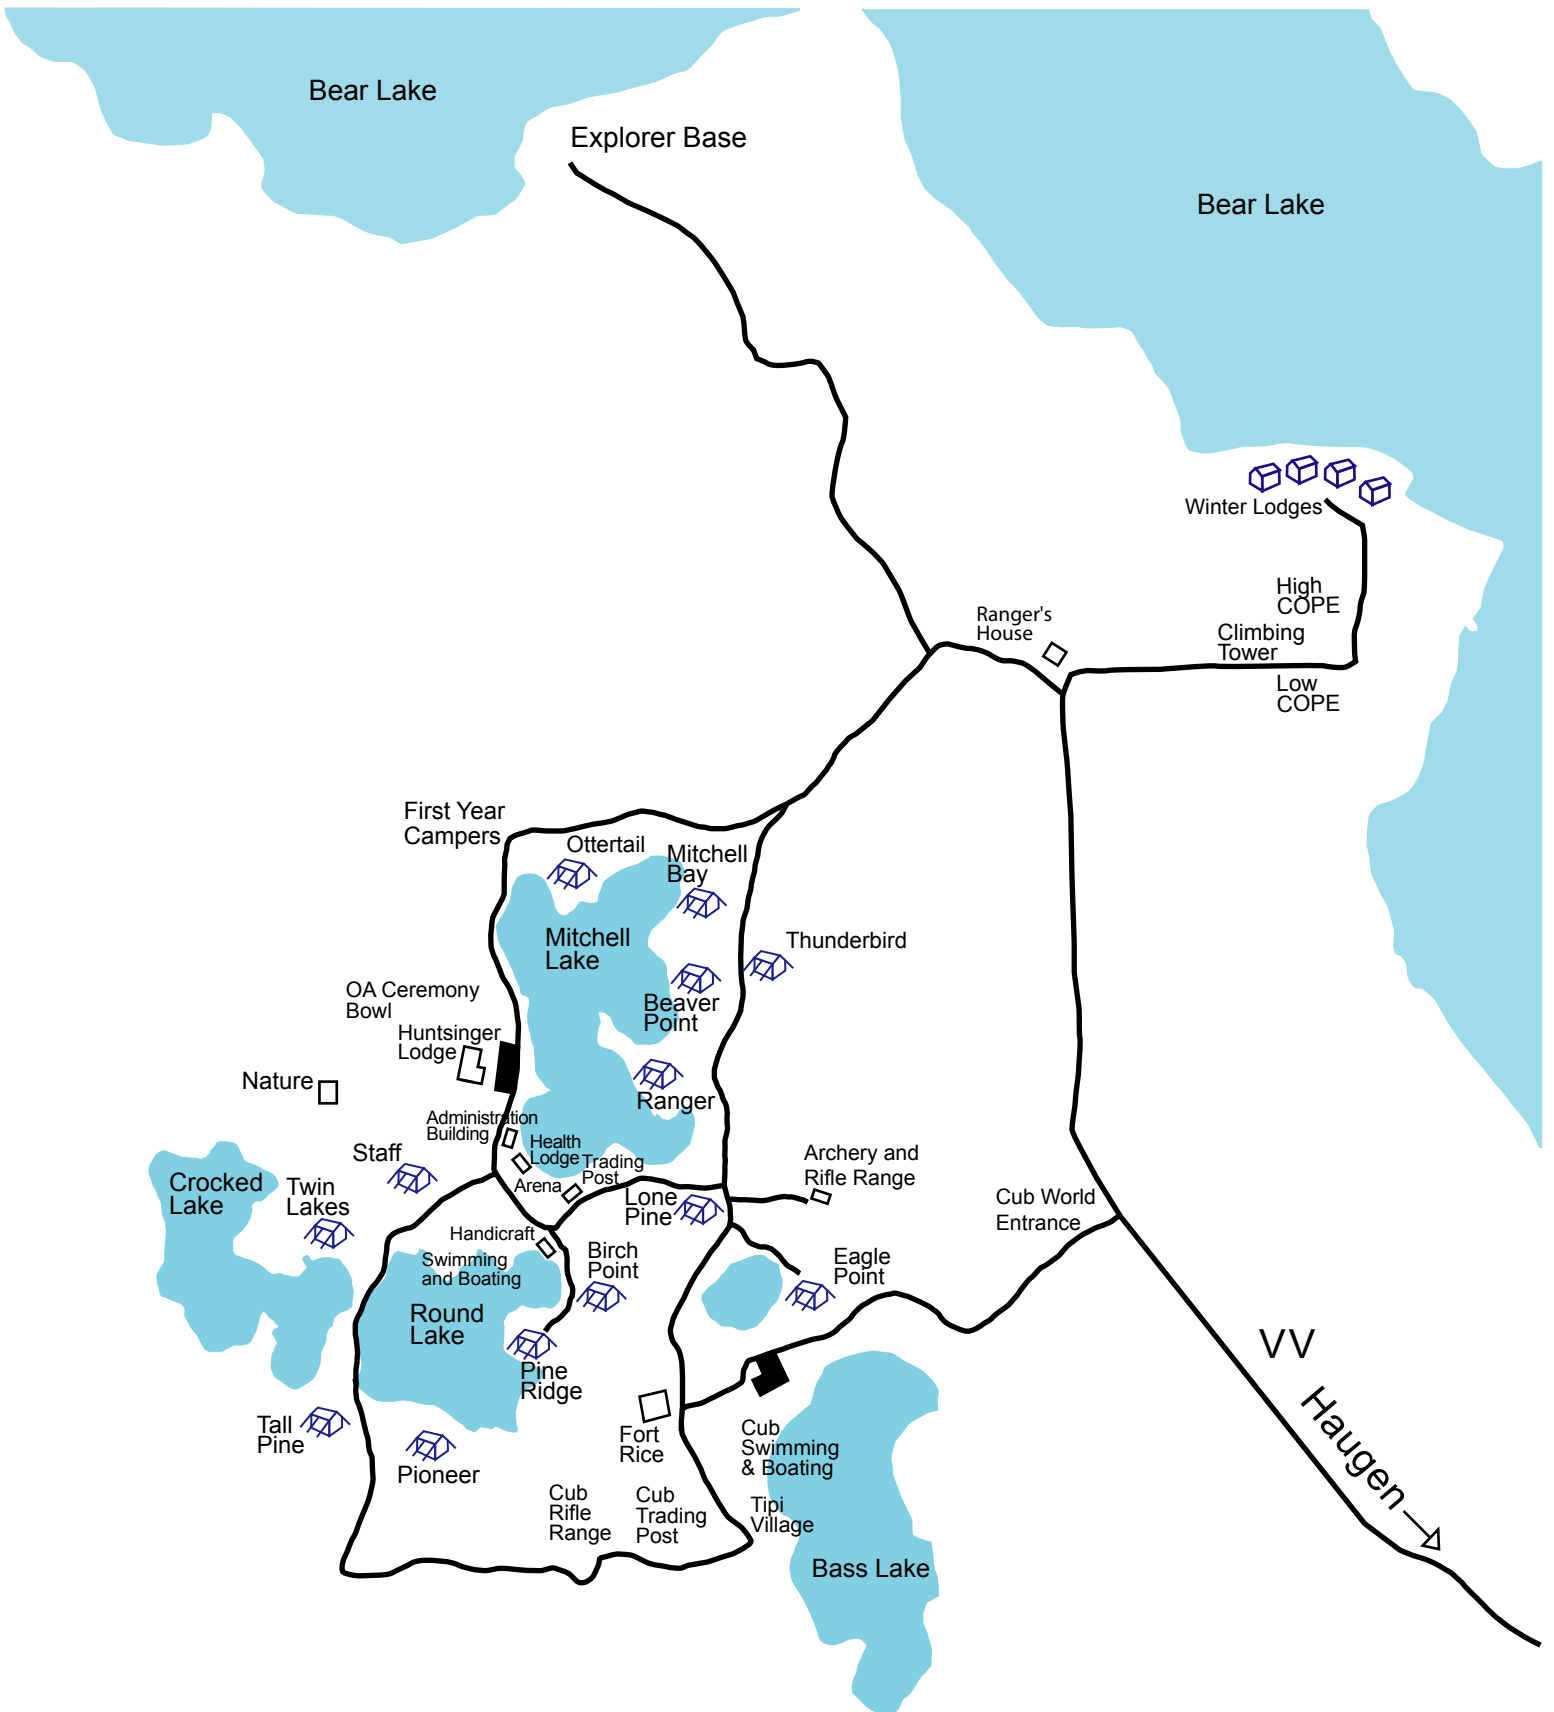 Bear Lake
Explorer Base
Bear Lake
Winter Lodges
High
COPE
Ranger's
House
Climbing
Tower
Low
COPE
First Year
Campers
Ottertail
Mitchell
Bay
Mitchell
Lake
Thunderbird
OA Ceremony
Bowl
Beaver
Point
Huntsinger
Lodge
Nature
Ranger
Administration
Building
Health
Lodge
Staff
Trading
Post
Archery and
Rifle Range
Crocked
Lake
Twin
Lakes
Arena
Lone
Pine
Cub World
Entrance
Handicraft
Swimming
and Boating
Birch
Point
Eagle
Point
Round
Lake
VV
Pine
Ridge
Haugen
Tall
Pine
Pioneer
Fort
Rice
Cub
Swimming
& Boating
Cub
Rifle
Range
Cub
Trading
Post
Tipi
Village
Bass Lake